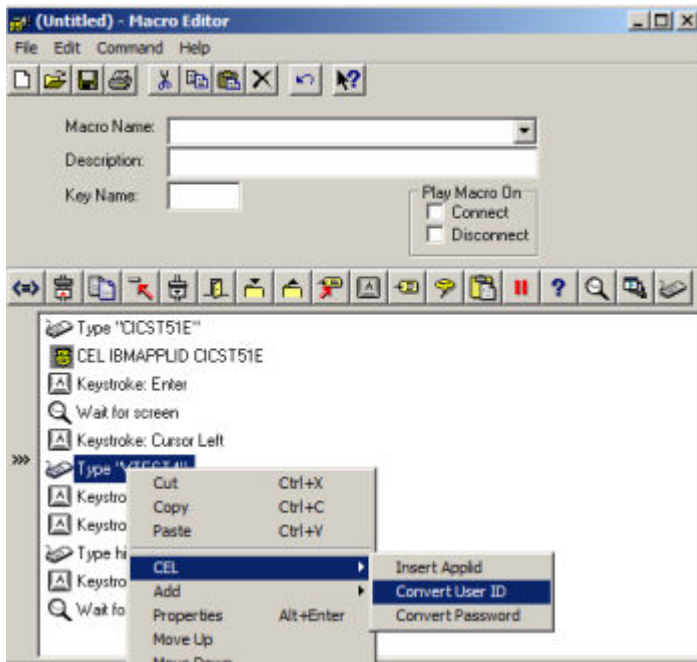 (Untitled) - Macro Editor
File Edit Command Help
Macro Name:
Description:
Key Name:
Play Macro On
Connect
Disconnect
Type "CICST51E"
CEL IBMAPPLID CICST51E
Keystroke: Enter
Wait for screen
Keystroke: Cursor Left
Type
Keystro
Keystro
Type hi
Keystro
Wait fo
Cut Ctrl+X
Copy Ctrl+C
Paste Ctrl+V
CEL
Add
Properties Alt+Enter
Move Up
Move Down
Insert Applid
Convert User ID
Convert Password